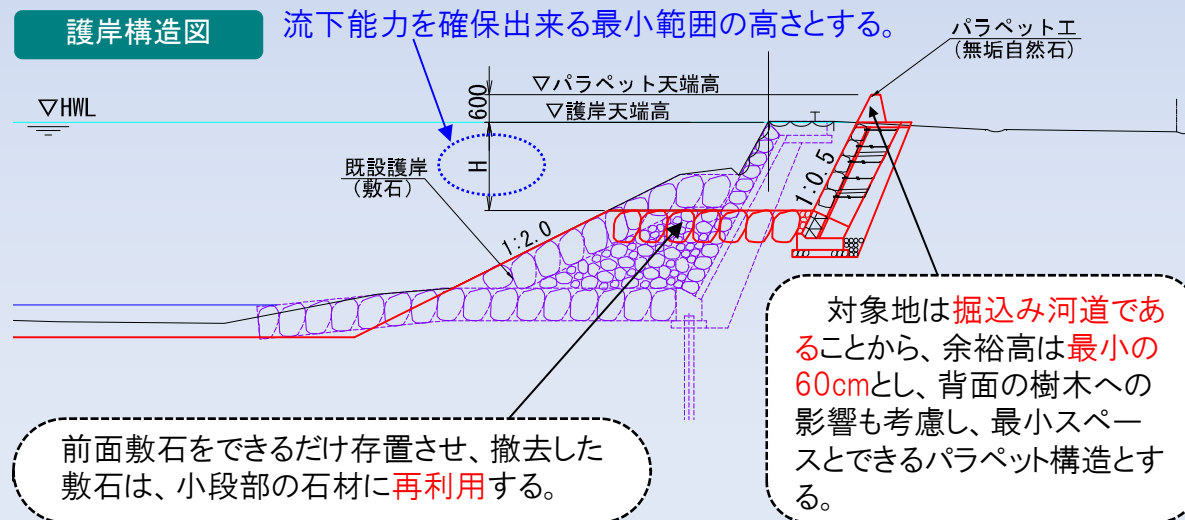 護岸構造図
流下能力を確保出来る最小範囲の高さとする。
パラペット工
(無垢自然石)
▽パラペット天端高
600
▽HWL
▽護岸天端高
H
既設護岸
(敷石)
1:0.5
1:2.0
対象地は掘込み河道であ
ることから、余裕高は最小の
60cmとし、背面の樹木への
影響も考慮し、最小スペー
スとできるパラペット構造とす
る。
前面敷石をできるだけ存置させ、撤去した
敷石は、小段部の石材に再利用する。